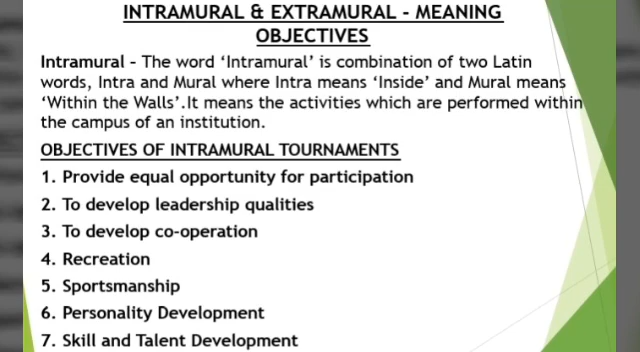 INTRAMURAL & EXTRAMURAL - MEANING
OBJECTIVES
Intramural – The word ‘Intramural’ is combination of two Latin
words, Intra and Mural where Intra means ‘Inside’ and Mural means
‘Within the Walls’.It means the activities which are performed within
the campus of an institution.
OBJECTIVES OF INTRAMURAL TOURNAMENTS
1. Provide equal opportunity for participation
2. To develop leadership qualities
3. To develop co-operation
4. Recreation
5. Sportsmanship
6. Personality Development
7. Skill and Talent Development